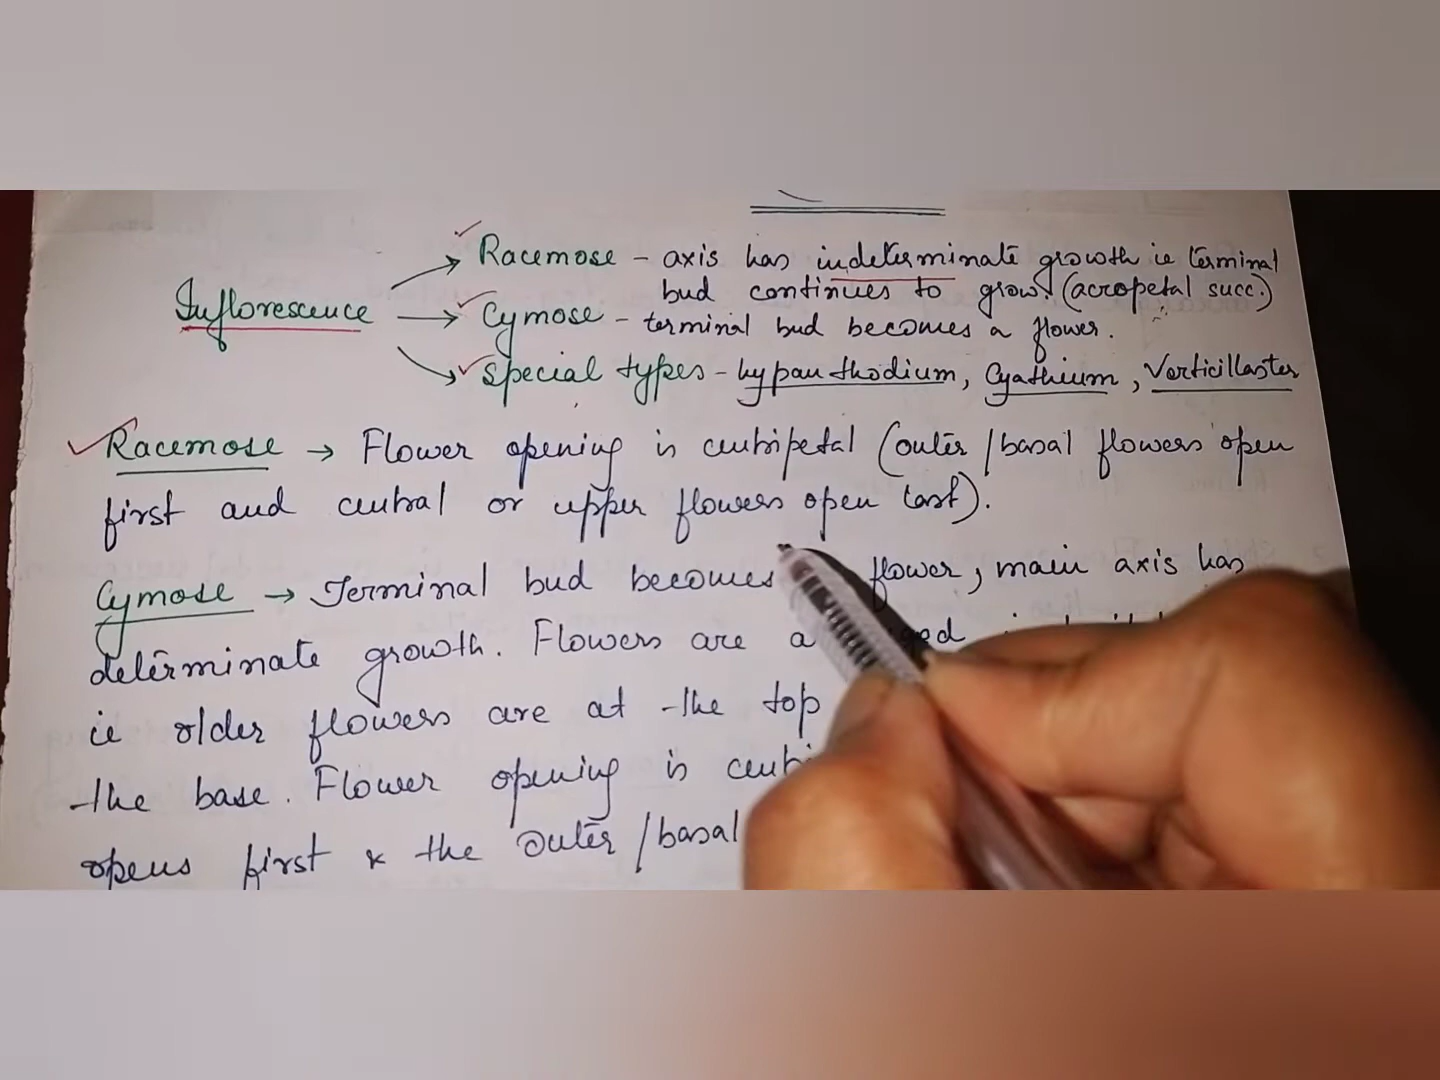 Racemose - axis has indeterminate growth ie terminal
bud continues to grow. (acropetal succ.)
Inflorescence
Cymose - terminal bud becomes a flower.
Special types - hypanthodium, Cyathium, Verticillaster
Racemose → Flower opening is centripetal (outer/basal flowers open
first and central or upper flowers open last).
Cymose → Terminal bud becomes flower, main axis has
determinate growth. Flowers are
ie older flowers are at the top
the base. Flower opening is
opens first & the outer/basal